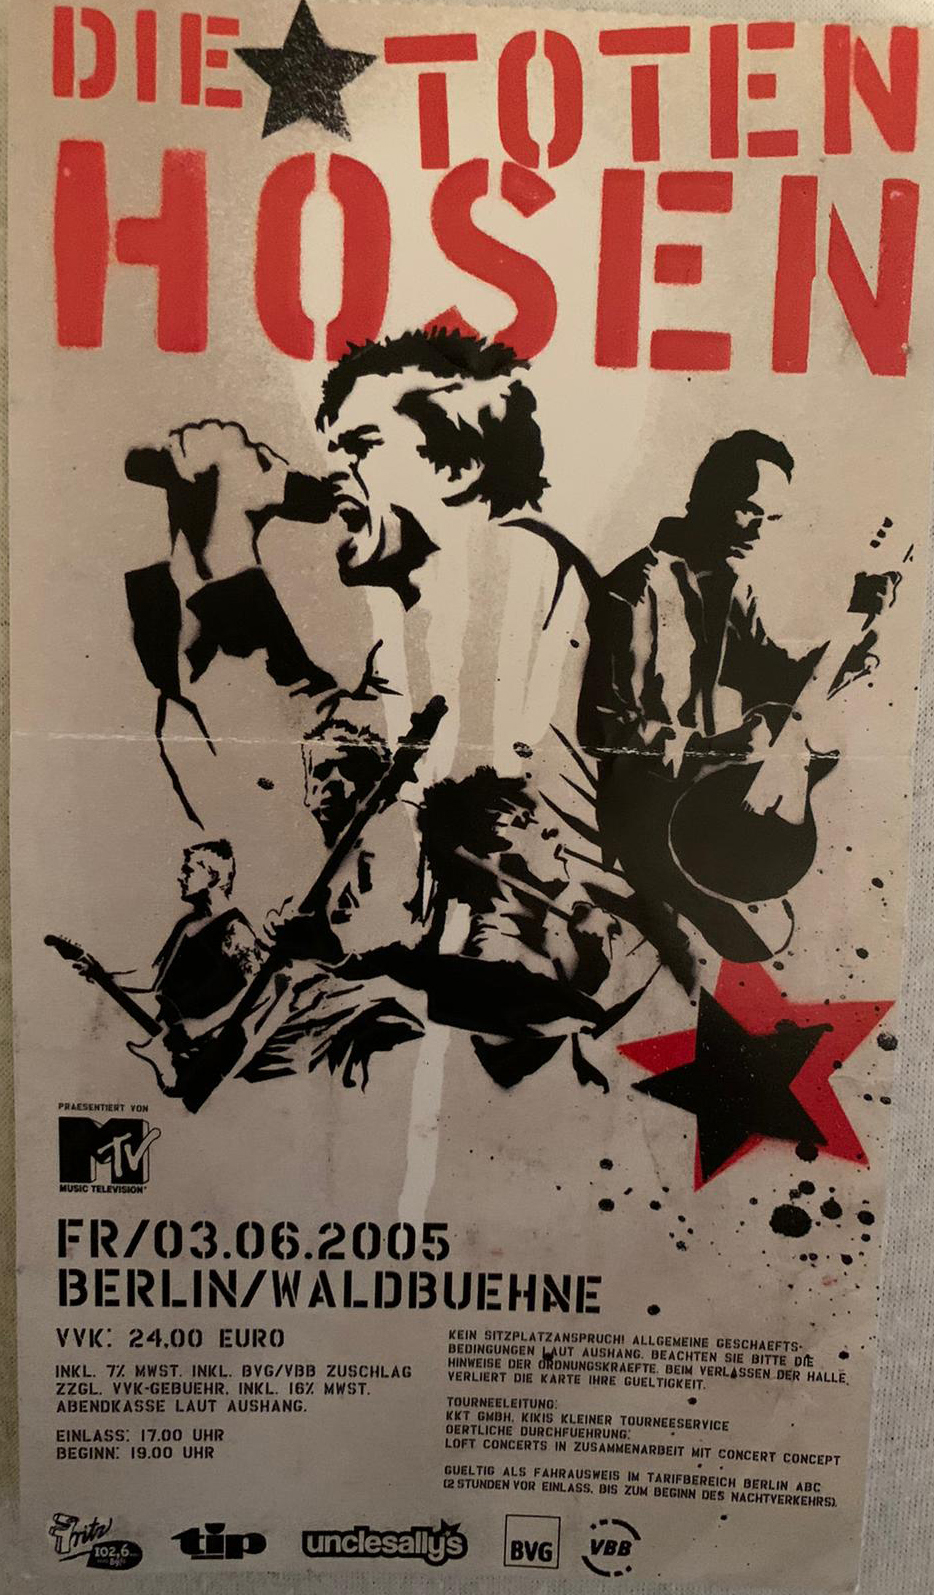 DIE TOTEN
HOSEN
PRAESENTIERT VON
MTV
MUSIC TELEVISION®
FR/03.06.2005
BERLIN/WALDBUEHNE
VVK: 24,00 EURO
INKL. 7% MWST. INKL. BVG/VBB ZUSCHLAG
ZZGL. VVK-GEBUEHR, INKL. 16% MWST.
ABENDKASSE LAUT AUSHANG.
EINLASS: 17.00 UHR
BEGINN: 19.00 UHR
KEIN SITZPLATZANSPRUCH! ALLGEMEINE GESCHAEFTS-
BEDINGUNGEN LAUT AUSHANG. BEACHTEN SIE BITTE DIE
HINWEISE DER ORDNUNGSKRAEFTE. BEIM VERLASSEN DER HALLE,
VERLIERT DIE KARTE IHRE GUELTIGKEIT.
TOURNEELEITUNG:
KKT GMBH, KIKIS KLEINER TOURNEESERVICE
OERTLICHE DURCHFUEHRUNG:
LOFT CONCERTS IN ZUSAMMENARBEIT MIT CONCERT CONCEPT
GUELTIG ALS FAHRAUSWEIS IM TARIFBEREICH BERLIN ABC
(2 STUNDEN VOR EINLASS, BIS ZUM BEGINN DES NACHTVERKEHRS).
Fritz
102,6
tip
unclesally's
BVG
VBB